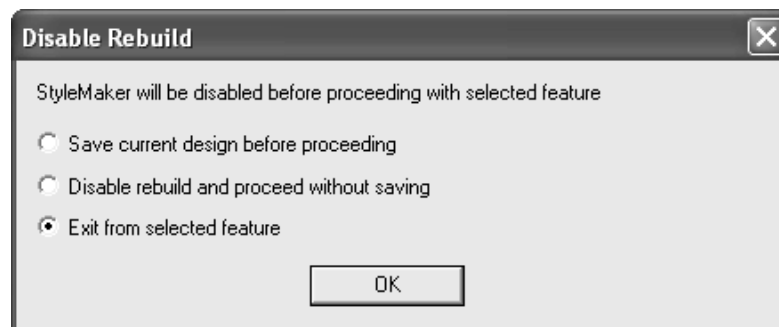 Disable Rebuild
StyleMaker will be disabled before proceeding with selected feature
Save current design before proceeding
Disable rebuild and proceed without saving
Exit from selected feature
OK